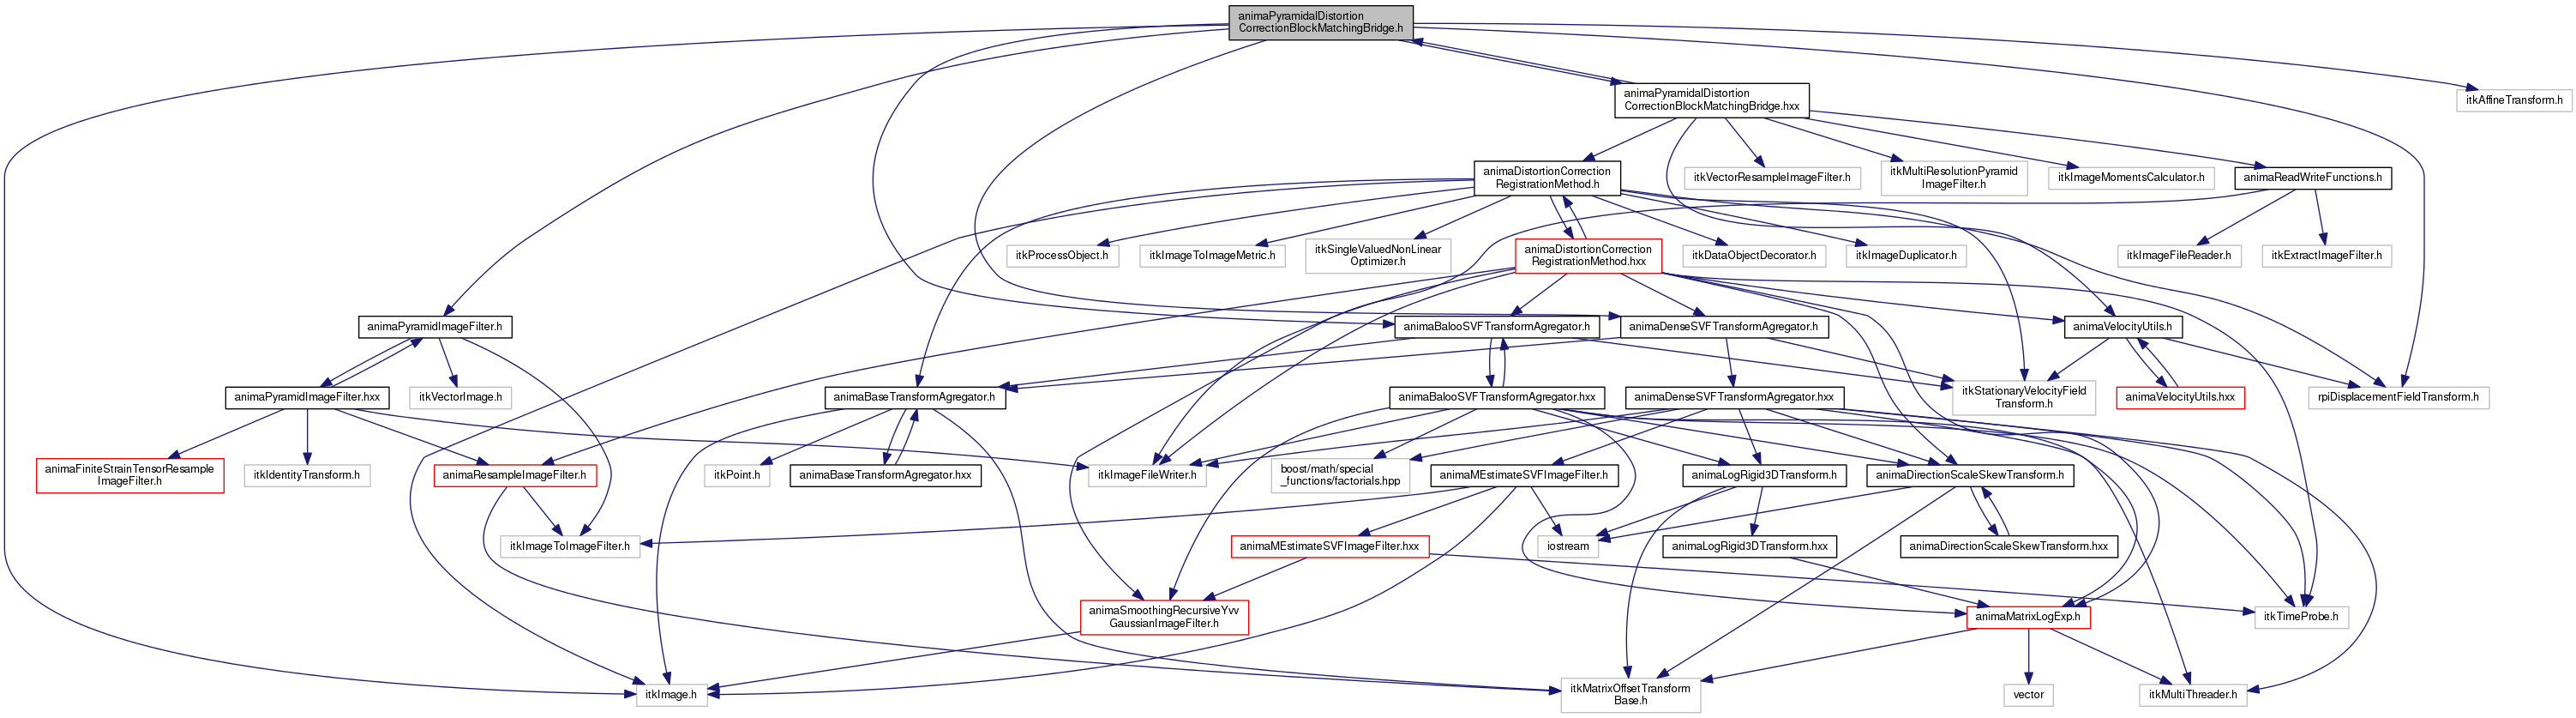 animaPyramidalDistortion
CorrectionBlockMatchingBridge.h
animaPyramidalDistortion
CorrectionBlockMatchingBridge.hxx
itkAffineTransform.h
animaDistortionCorrection
RegistrationMethod.h
itkVectorResampleImageFilter.h
itkMultiResolutionPyramid
ImageFilter.h
itkImageMomentsCalculator.h
animaReadWriteFunctions.h
itkProcessObject.h
itkImageToImageMetric.h
itkSingleValuedNonLinear
Optimizer.h
animaDistortionCorrection
RegistrationMethod.hxx
itkDataObjectDecorator.h
itkImageDuplicator.h
itkImageFileReader.h
itkExtractImageFilter.h
animaPyramidImageFilter.h
animaBalooSVFTransformAgregator.h
animaDenseSVFTransformAgregator.h
animaVelocityUtils.h
animaPyramidImageFilter.hxx
itkVectorImage.h
animaBaseTransformAgregator.h
animaBalooSVFTransformAgregator.hxx
animaDenseSVFTransformAgregator.hxx
itkStationaryVelocityField
Transform.h
animaVelocityUtils.hxx
rpiDisplacementFieldTransform.h
animaFiniteStrainTensorResample
ImageFilter.h
itkIdentityTransform.h
animaResampleImageFilter.h
itkPoint.h
animaBaseTransformAgregator.hxx
itkImageFileWriter.h
boost/math/special
_functions/factorials.hpp
animaMEstimateSVFImageFilter.h
animaLogRigid3DTransform.h
animaDirectionScaleSkewTransform.h
itkImageToImageFilter.h
animaMEstimateSVFImageFilter.hxx
iostream
animaLogRigid3DTransform.hxx
animaDirectionScaleSkewTransform.hxx
animaSmoothingRecursiveYvv
GaussianImageFilter.h
animaMatrixLogExp.h
itkTimeProbe.h
itkImage.h
itkMatrixOffsetTransform
Base.h
vector
itkMultiThreader.h